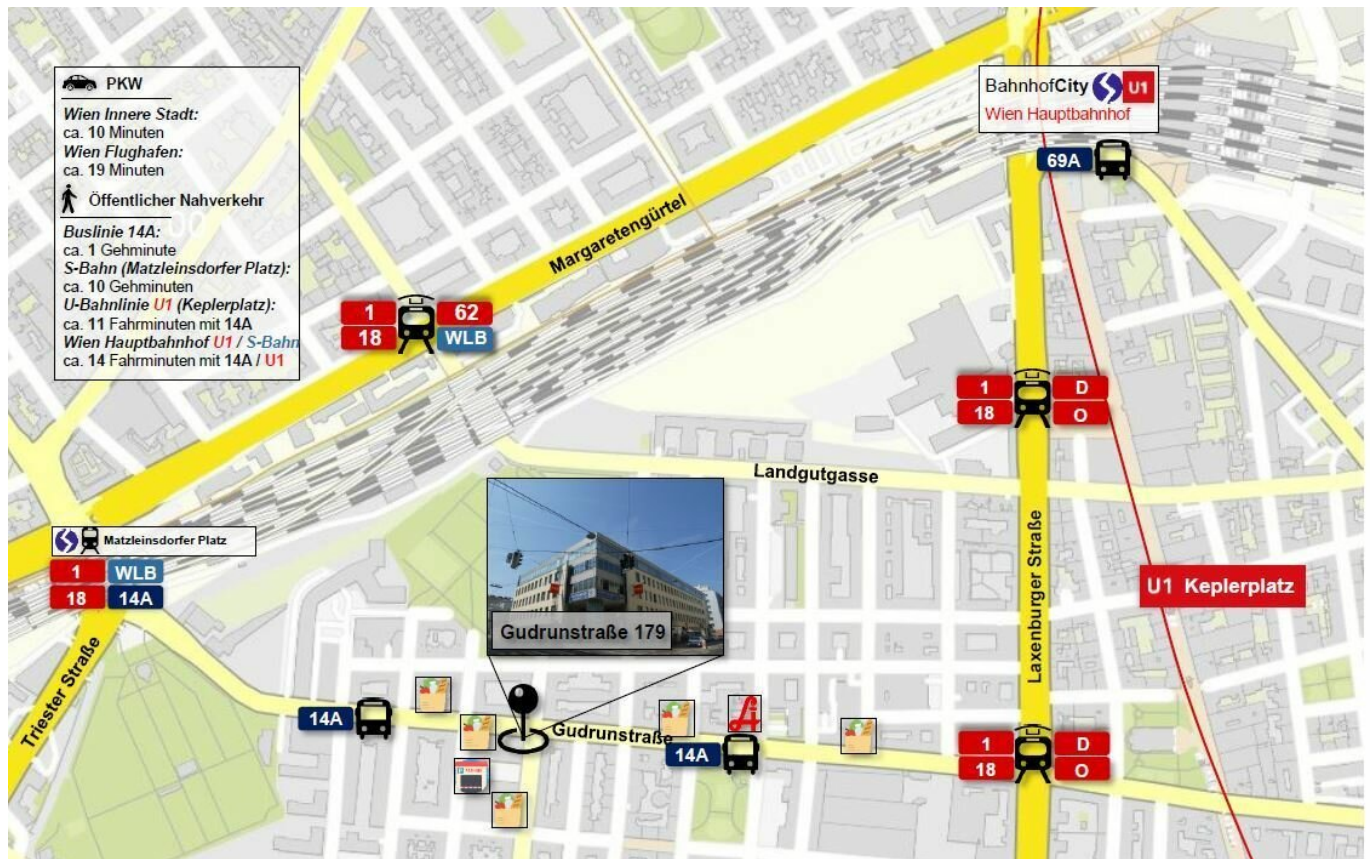 PKW
Wien Innere Stadt:
ca. 10 Minuten
Wien Flughafen:
ca. 19 Minuten
Öffentlicher Nahverkehr
Buslinie 14A:
ca. 1 Gehminute
S-Bahn (Matzleinsdorfer Platz):
ca. 10 Gehminuten
U-Bahnlinie U1 (Keplerplatz):
ca. 11 Fahrminuten mit 14A
Wien Hauptbahnhof U1 / S-Bahn
ca. 14 Fahrminuten mit 14A / U1
BahnhofCity U1
Wien Hauptbahnhof
69A
Margaretengürtel
1 62
18 WLB
1 D
18 O
Landgutgasse
Matzleinsdorfer Platz
1 WLB
18 14A
Gudrunstraße 179
Laxenburger Straße
U1 Keplerplatz
Triester Straße
14A
Gudrunstraße
14A
1 D
18 O